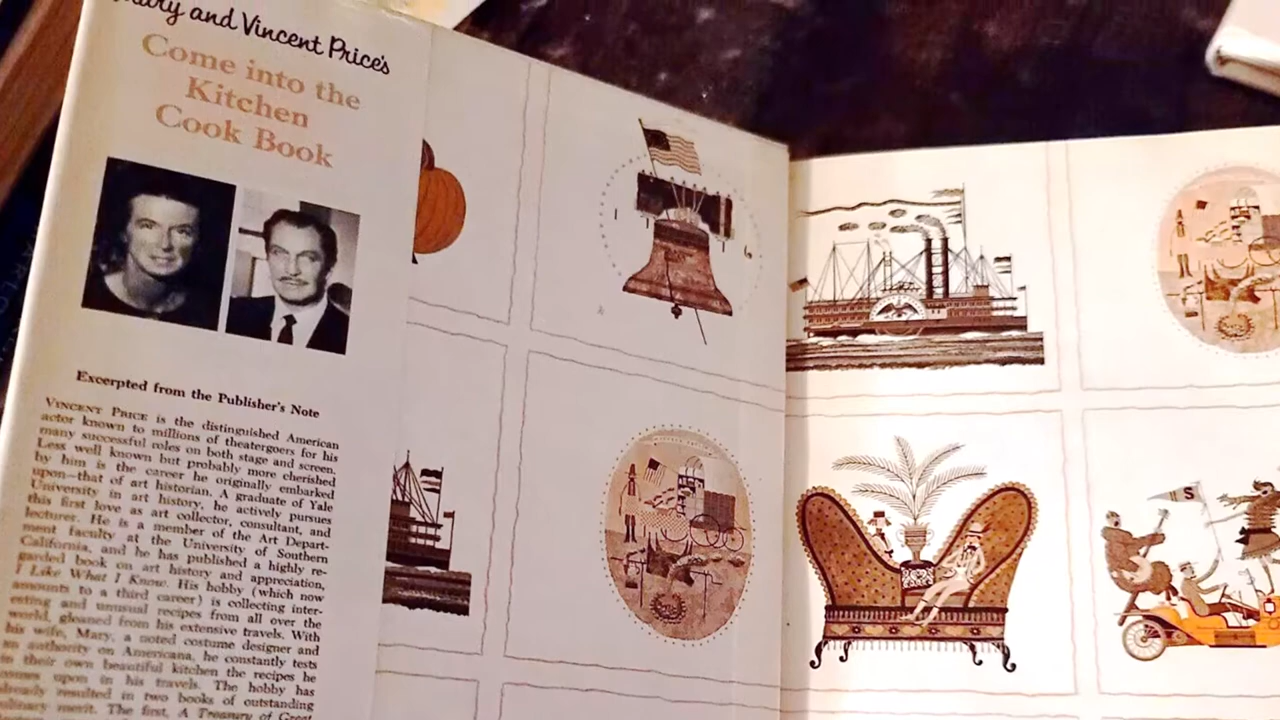 Mary and Vincent Price's
Come into the
Kitchen
Cook Book
Excerpted from the Publisher's Note
VINCENT PRICE is the distinguished American
actor known to millions of theatergoers for his
many successful roles on both stage and screen.
Less well known but probably more cherished
by him is the career he originally embarked
upon—that of art historian. A graduate of Yale
University in art history, he actively pursues
this first love as art collector, consultant, and
lecturer. He is a member of the Art Depart-
ment faculty at the University of Southern
California, and he has published a highly re-
garded book on art history and appreciation,
I Like What I Know. His hobby (which now
amounts to a third career) is collecting inter-
esting and unusual recipes from all over the
world, gleaned from his extensive travels. With
his wife, Mary, a noted costume designer and
an authority on Americana, he constantly tests
in their own beautiful kitchen the recipes he
comes upon in his travels. The hobby has
already resulted in two books of outstanding
culinary merit. The first, A Treasury of Great
S